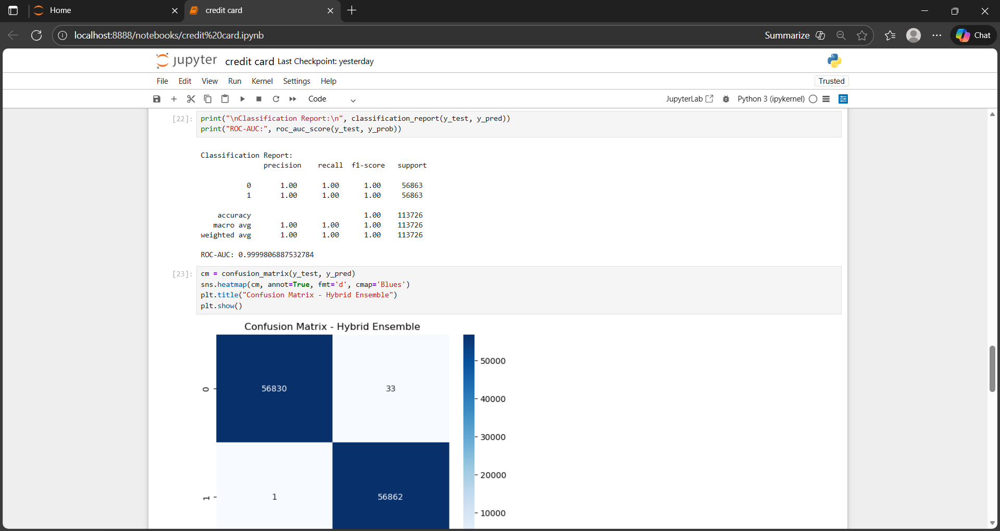 Home
credit card
localhost:8888/notebooks/credit%20card.ipynb
Summarize
Chat
jupyter credit card Last Checkpoint: yesterday
File Edit View Run Kernel Settings Help
Trusted
Code
JupyterLab
Python 3 (ipykernel)
[22]:
print("\nClassification Report:\n", classification_report(y_test, y_pred))
print("ROC-AUC:", roc_auc_score(y_test, y_prob))
Classification Report:
precision recall f1-score support
0 1.00 1.00 1.00 56863
1 1.00 1.00 1.00 56863
accuracy 1.00 113726
macro avg 1.00 1.00 1.00 113726
weighted avg 1.00 1.00 1.00 113726
ROC-AUC: 0.9999806887532784
[23]:
cm = confusion_matrix(y_test, y_pred)
sns.heatmap(cm, annot=True, fmt='d', cmap='Blues')
plt.title("Confusion Matrix - Hybrid Ensemble")
plt.show()
Confusion Matrix - Hybrid Ensemble
50000
0 56830 33
40000
30000
20000
1 1 56862
10000